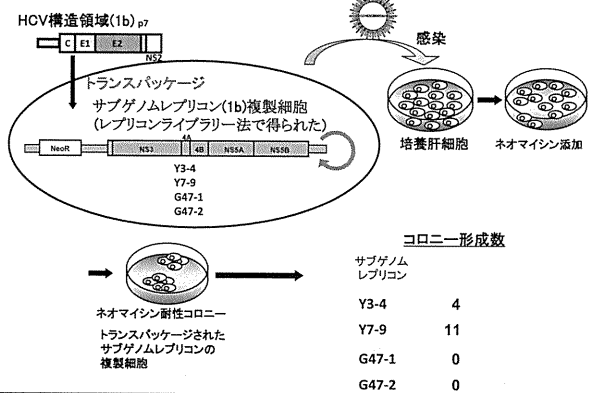 HCV構造領域(1b) p7
C E1 E2
NS2
感染
トランスパッケージ
サブゲノムレプリコン(1b)複製細胞
(レプリコンライブラリー法で得られた)
4A
NeoR NS3 4B NS5A NS5B
Y3-4
Y7-9
G47-1
G47-2
培養肝細胞
ネオマイシン添加
コロニー形成数
サブゲノム
レプリコン
Y3-4 4
Y7-9 11
G47-1 0
G47-2 0
ネオマイシン耐性コロニー
トランスパッケージされた
サブゲノムレプリコンの
複製細胞